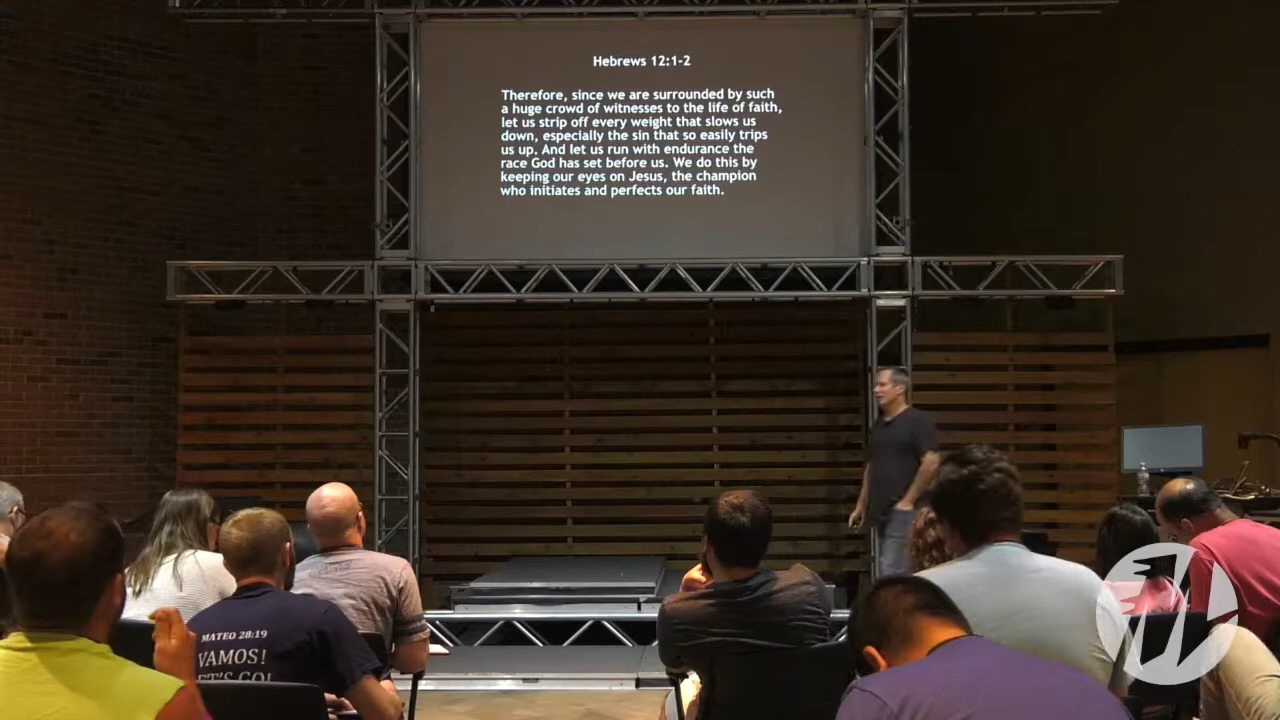 Hebrews 12:1-2
Therefore, since we are surrounded by such
a huge crowd of witnesses to the life of faith,
let us strip off every weight that slows us
down, especially the sin that so easily trips
us up. And let us run with endurance the
race God has set before us. We do this by
keeping our eyes on Jesus, the champion
who initiates and perfects our faith.
MATEO 28:19
VAMOS!
LET'S GO!